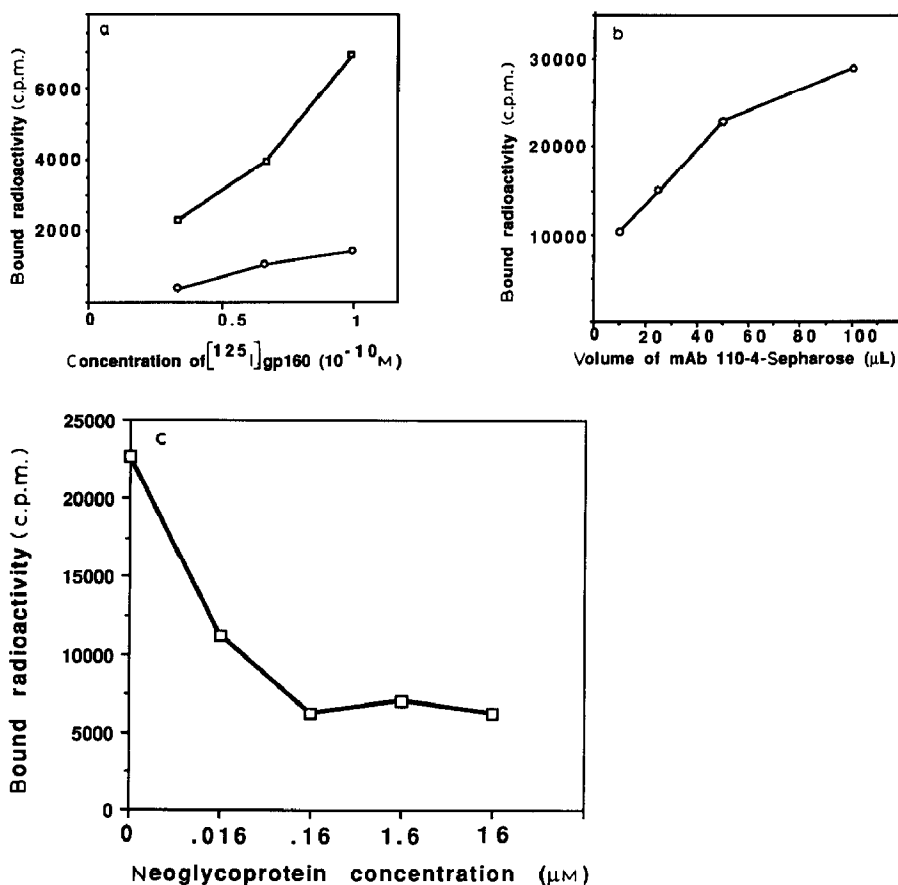 a
Bound radioactivity (c.p.m.)
6000
4000
2000
0
0.5
1
Concentration of [125I] gp160 (10-10M)
b
Bound radioactivity (c.p.m.)
30000
20000
10000
0
20
40
60
80
100
Volume of mAb 110-4-Sepharose (µL)
c
Bound radioactivity (c.p.m.)
25000
20000
15000
10000
5000
0
0
.016
.16
1.6
16
Neoglycoprotein concentration (µM)